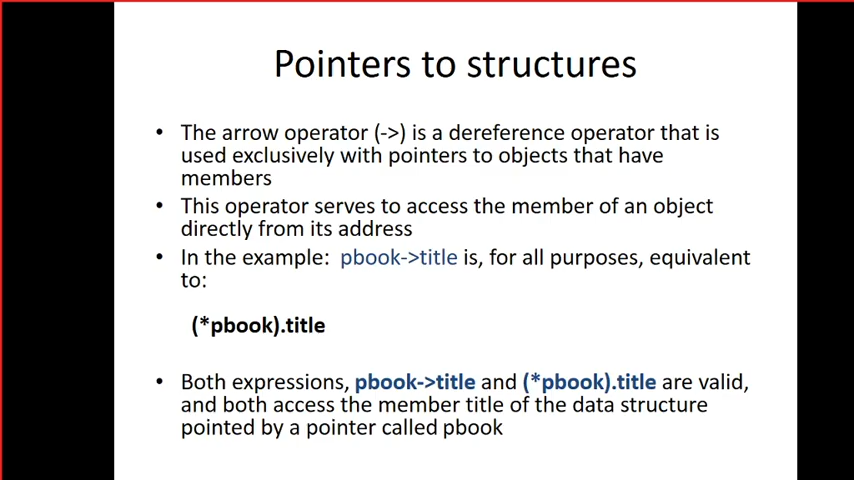 Pointers to structures
• The arrow operator (->) is a dereference operator that is
used exclusively with pointers to objects that have
members
• This operator serves to access the member of an object
directly from its address
• In the example: pbook->title is, for all purposes, equivalent
to:
(*pbook).title
• Both expressions, pbook->title and (*pbook).title are valid,
and both access the member title of the data structure
pointed by a pointer called pbook